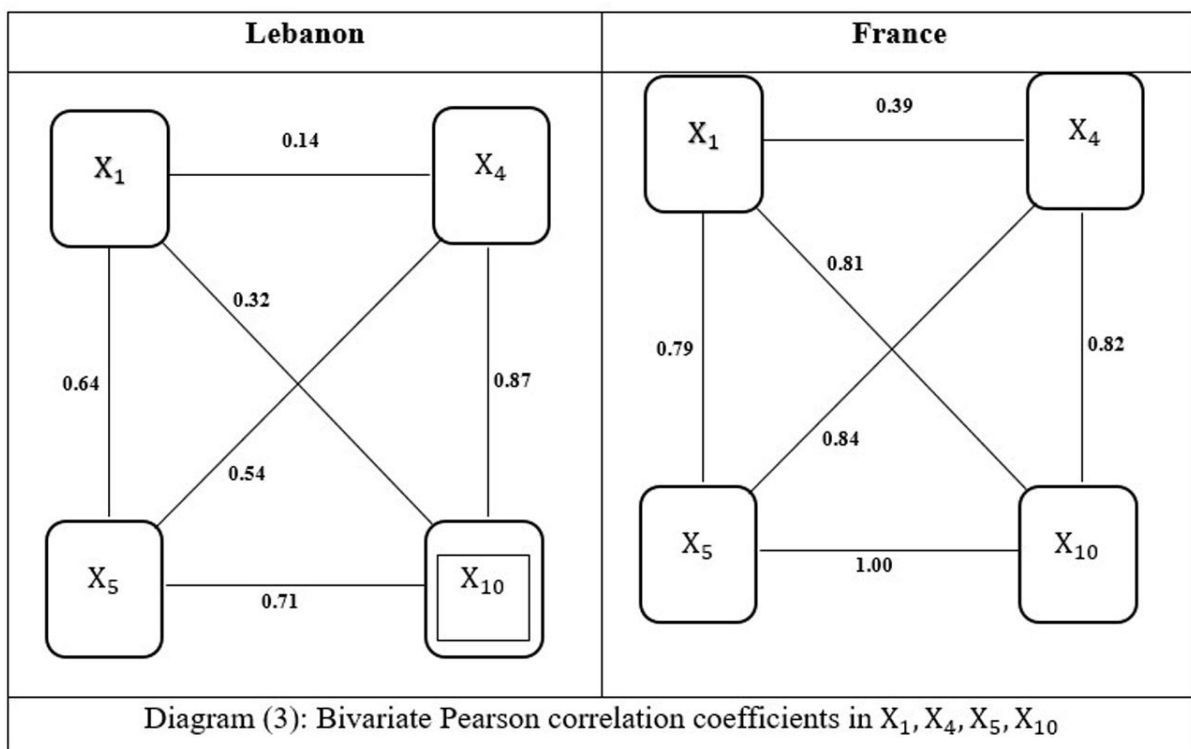 Lebanon
France
X₁
0.14
X₄
0.32
0.64
0.87
0.54
X₅
0.71
X₁₀
X₁
0.39
X₄
0.81
0.79
0.82
0.84
X₅
1.00
X₁₀
Diagram (3): Bivariate Pearson correlation coefficients in X₁, X₄, X₅, X₁₀